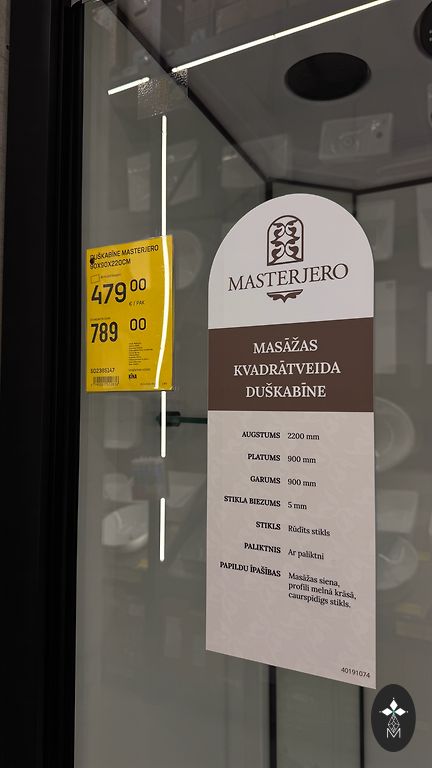 DUŠKABĪNE MASTERJERO
90X90X220CM
479 00
€ / PAK
789 00
KĪNA
MASTERJERO
MASĀŽAS
KVADRĀTVEIDA
DUŠKABĪNE
AUGSTUMS 2200 mm
PLATUMS 900 mm
GARUMS 900 mm
STIKLA BIEZUMS 5 mm
STIKLS Rūdīts stikls
PALIKTNIS Ar paliktni
PAPILDU ĪPAŠĪBAS Masāžas siena,
profili melnā krāsā,
caurspīdīgs stikls.
40191074
M